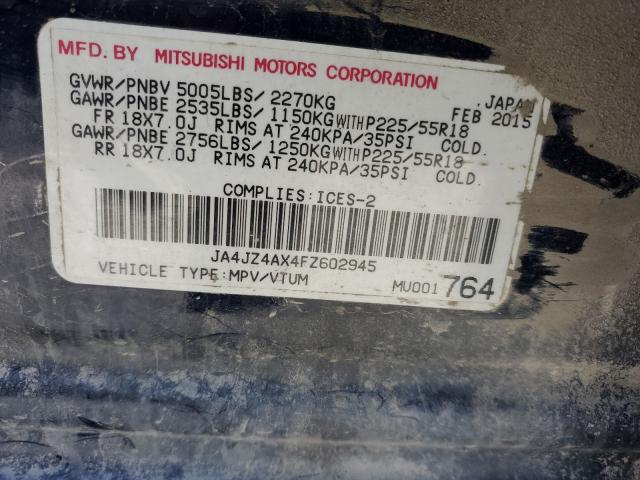 MFD. BY MITSUBISHI MOTORS CORPORATION
JAPAN
GVWR/PNBV 5005LBS/ 2270KG FEB 2015
GAWR/PNBE 2535LBS/ 1150KG WITH P225/55R18
FR 18X7.0J RIMS AT 240KPA/35PSI COLD.
GAWR/PNBE 2756LBS/ 1250KG WITH P225/55R18
RR 18X7.0J RIMS AT 240KPA/35PSI COLD.
COMPLIES:ICES-2
JA4JZ4AX4FZ602945
VEHICLE TYPE:MPV/VTUM MU001 764